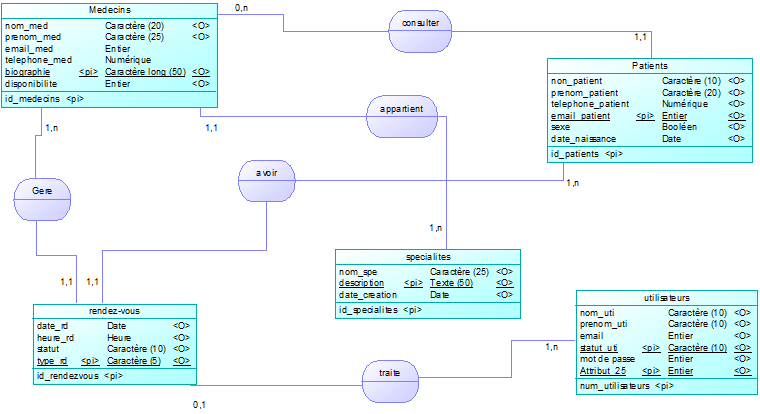 Medecins
nom_med Caractère (20) <O>
prenom_med Caractère (25) <O>
email_med Entier
telephone_med Numérique
biographie <pi> Caractère long (50) <O>
disponibilite Entier <O>
id_medecins <pi>
0,n
consulter
1,1
Patients
non_patient Caractère (10) <O>
prenom_patient Caractère (20) <O>
telephone_patient Numérique <O>
email_patient <pi> Entier <O>
sexe Booléen <O>
date_naissance Date <O>
id_patients <pi>
appartient
1,n
1,1
avoir
1,n
Gere
1,n
1,1
1,1
specialites
nom_spe Caractère (25) <O>
description <pi> Texte (50) <O>
date_creation Date <O>
id_specialites <pi>
rendez-vous
date_rd Date <O>
heure_rd Heure <O>
statut Caractère (10) <O>
type_rd <pi> Caractère (5) <O>
id_rendezvous <pi>
utilisateurs
nom_uti Caractère (10) <O>
prenom_uti Caractère (10) <O>
email Entier <O>
statut_uti <pi> Caractère (10) <O>
mot de passe Entier <O>
Attribut_25 <pi> Entier <O>
num_utilisateurs <pi>
1,n
traite
0,1